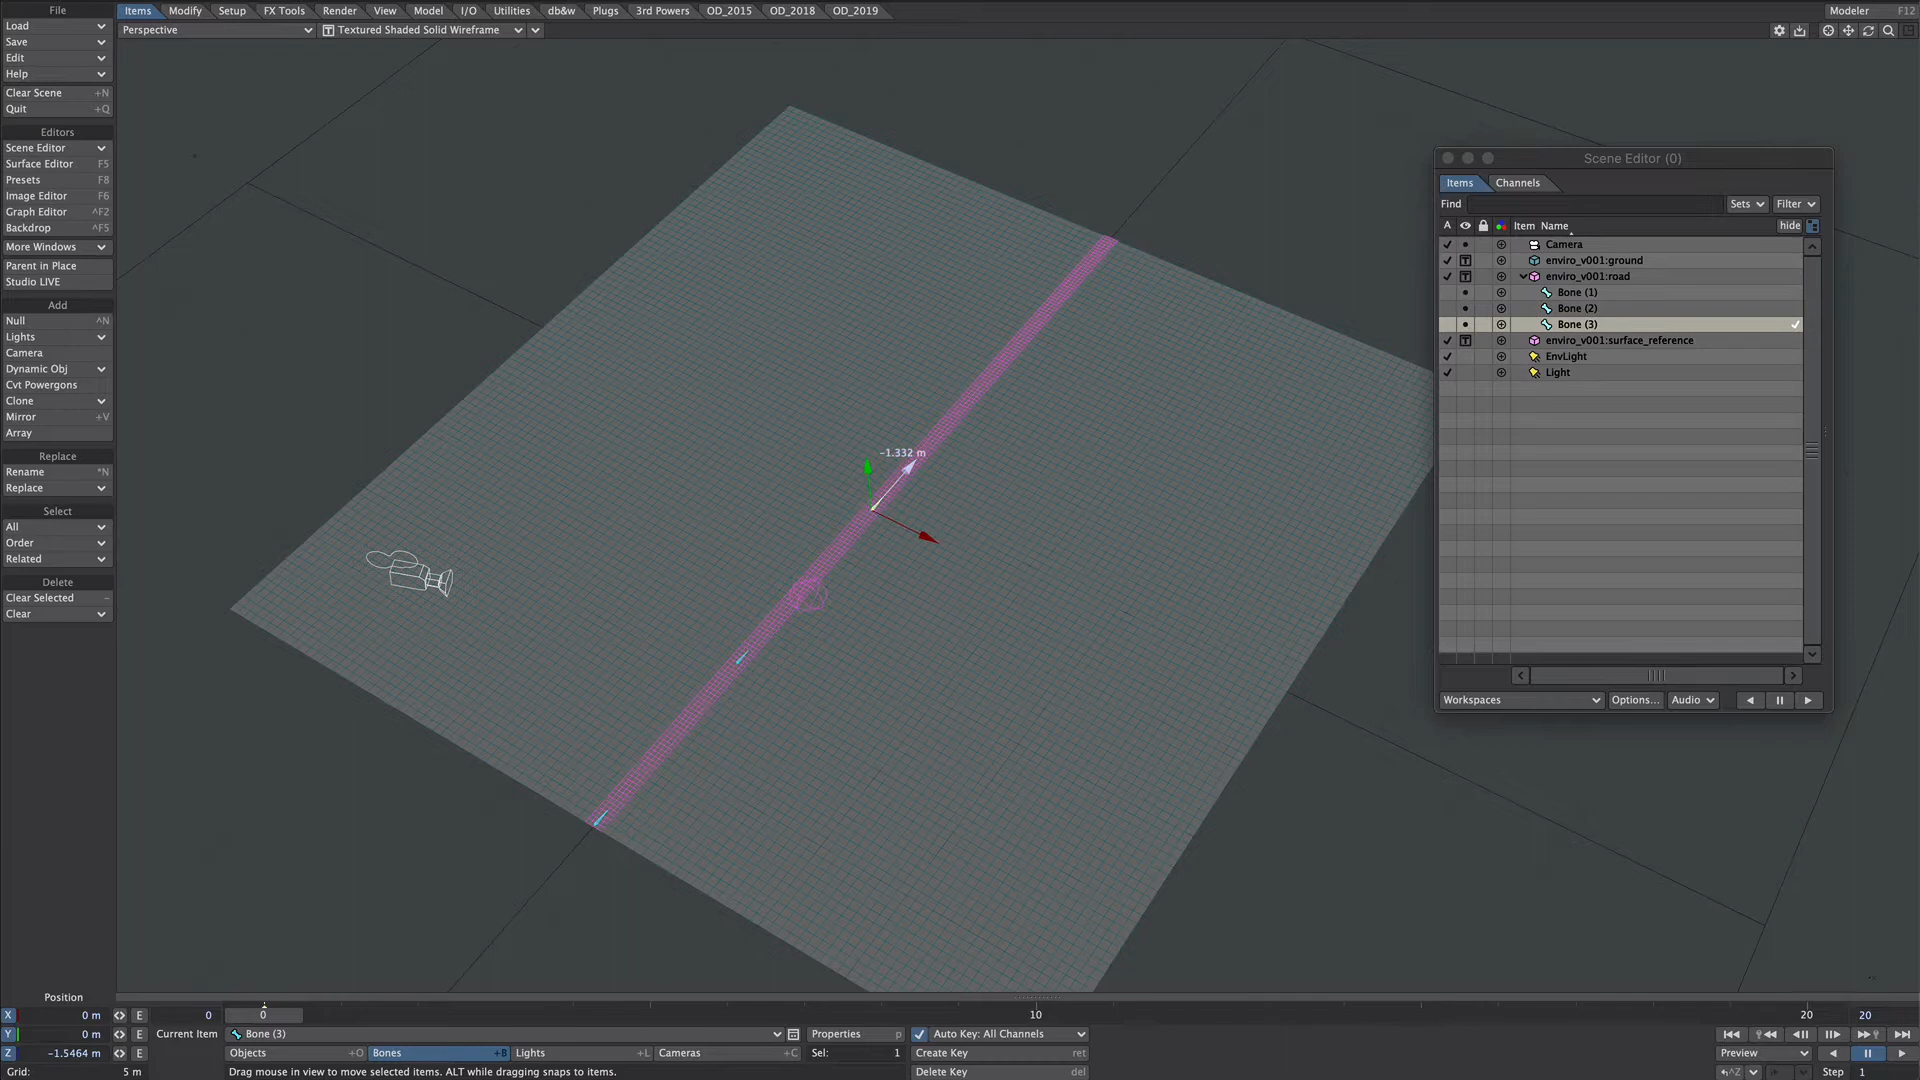 File
Items Modify Setup FX Tools Render View Model I/O Utilities db&w Plugs 3rd Powers OD_2015 OD_2018 OD_2019
Modeler F12
Perspective
T Textured Shaded Solid Wireframe
Load
Save
Edit
Help
Clear Scene +N
Quit +Q
Editors
Scene Editor
Surface Editor F5
Presets F8
Image Editor F6
Graph Editor ^F2
Backdrop ^F5
More Windows
Parent in Place
Studio LIVE
Add
Null ^N
Lights
Camera
Dynamic Obj
Cvt Powergons
Clone
Mirror +V
Array
Replace
Rename *N
Replace
Select
All
Order
Related
Delete
Clear Selected -
Clear
-1.332 m
Scene Editor (0)
Items Channels
Find Sets Filter
A Item Name hide
Camera
T enviro_v001:ground
T enviro_v001:road
Bone (1)
Bone (2)
Bone (3)
T enviro_v001:surface_reference
EnvLight
Light
Workspaces Options... Audio
Position
X 0 m E 0 0 10 20 20
Y 0 m E Current Item Bone (3) Properties p Auto Key: All Channels
Z -1.5464 m E Objects +O Bones +B Lights +L Cameras +C Sel: 1 Create Key ret Preview
Grid: 5 m Drag mouse in view to move selected items. ALT while dragging snaps to items. Delete Key del ^Z Step 1